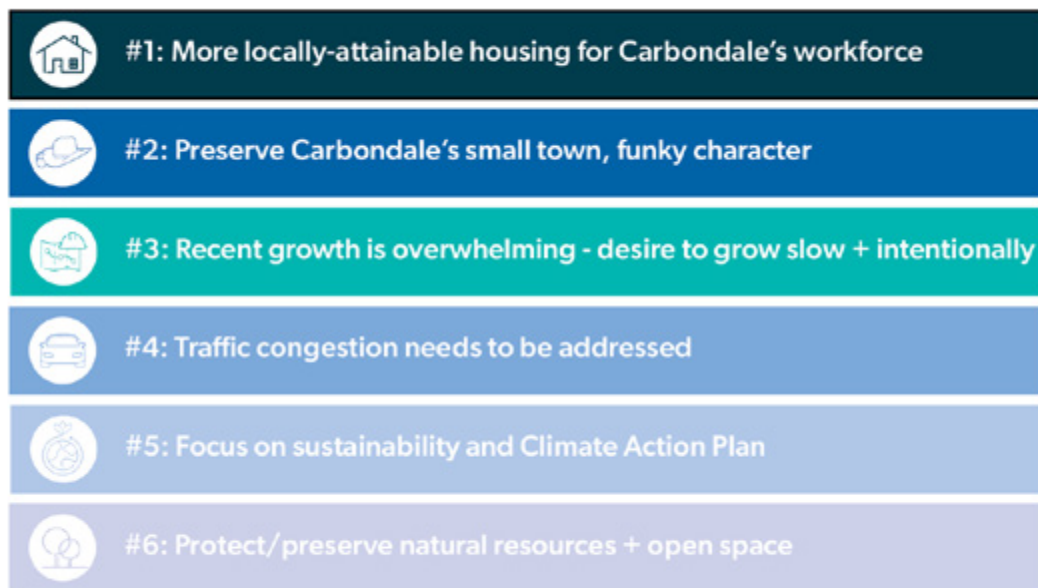 #1: More locally-attainable housing for Carbondale’s workforce
#2: Preserve Carbondale’s small town, funky character
#3: Recent growth is overwhelming - desire to grow slow + intentionally
#4: Traffic congestion needs to be addressed
#5: Focus on sustainability and Climate Action Plan
#6: Protect/preserve natural resources + open space